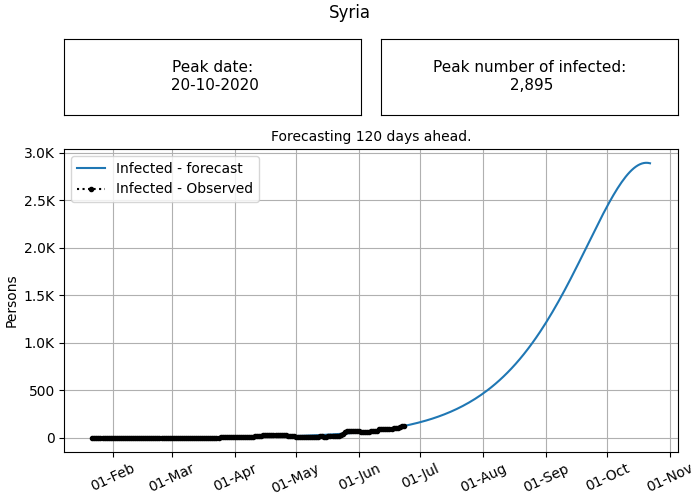 Syria
Peak date:
20-10-2020
Peak number of infected:
2,895
Forecasting 120 days ahead.
3.0K
2.5K
2.0K
1.5K
1.0K
500
0
Persons
Infected - forecast
Infected - Observed
01-Feb
01-Mar
01-Apr
01-May
01-Jun
01-Jul
01-Aug
01-Sep
01-Oct
01-Nov